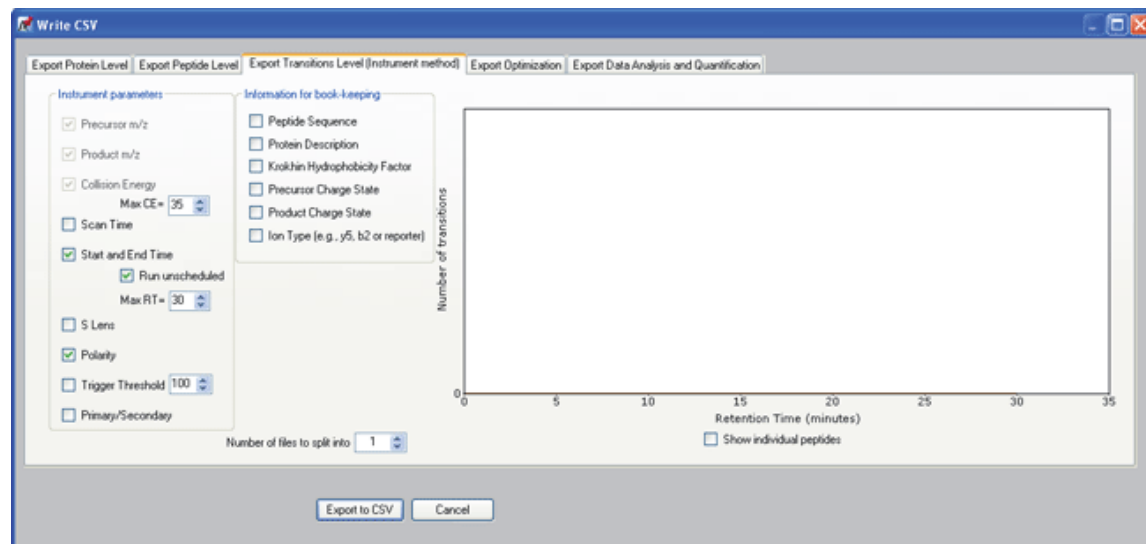 Write CSV
Export Protein Level Export Peptide Level Export Transitions Level (Instrument method) Export Optimization Export Data Analysis and Quantification
Instrument parameters
Precursor m/z
Product m/z
Collision Energy
Max CE= 35
Scan Time
Start and End Time
Run unscheduled
Max RT= 30
S Lens
Polarity
Trigger Threshold 100
Primary/Secondary
Information for book-keeping
Peptide Sequence
Protein Description
Krokhin Hydrophobicity Factor
Precursor Charge State
Product Charge State
Ion Type (e.g., y5, b2 or reporter)
Number of files to split into 1
Number of transitions
0
0 5 10 15 20 25 30 35
Retention Time (minutes)
Show individual peptides
Export to CSV Cancel